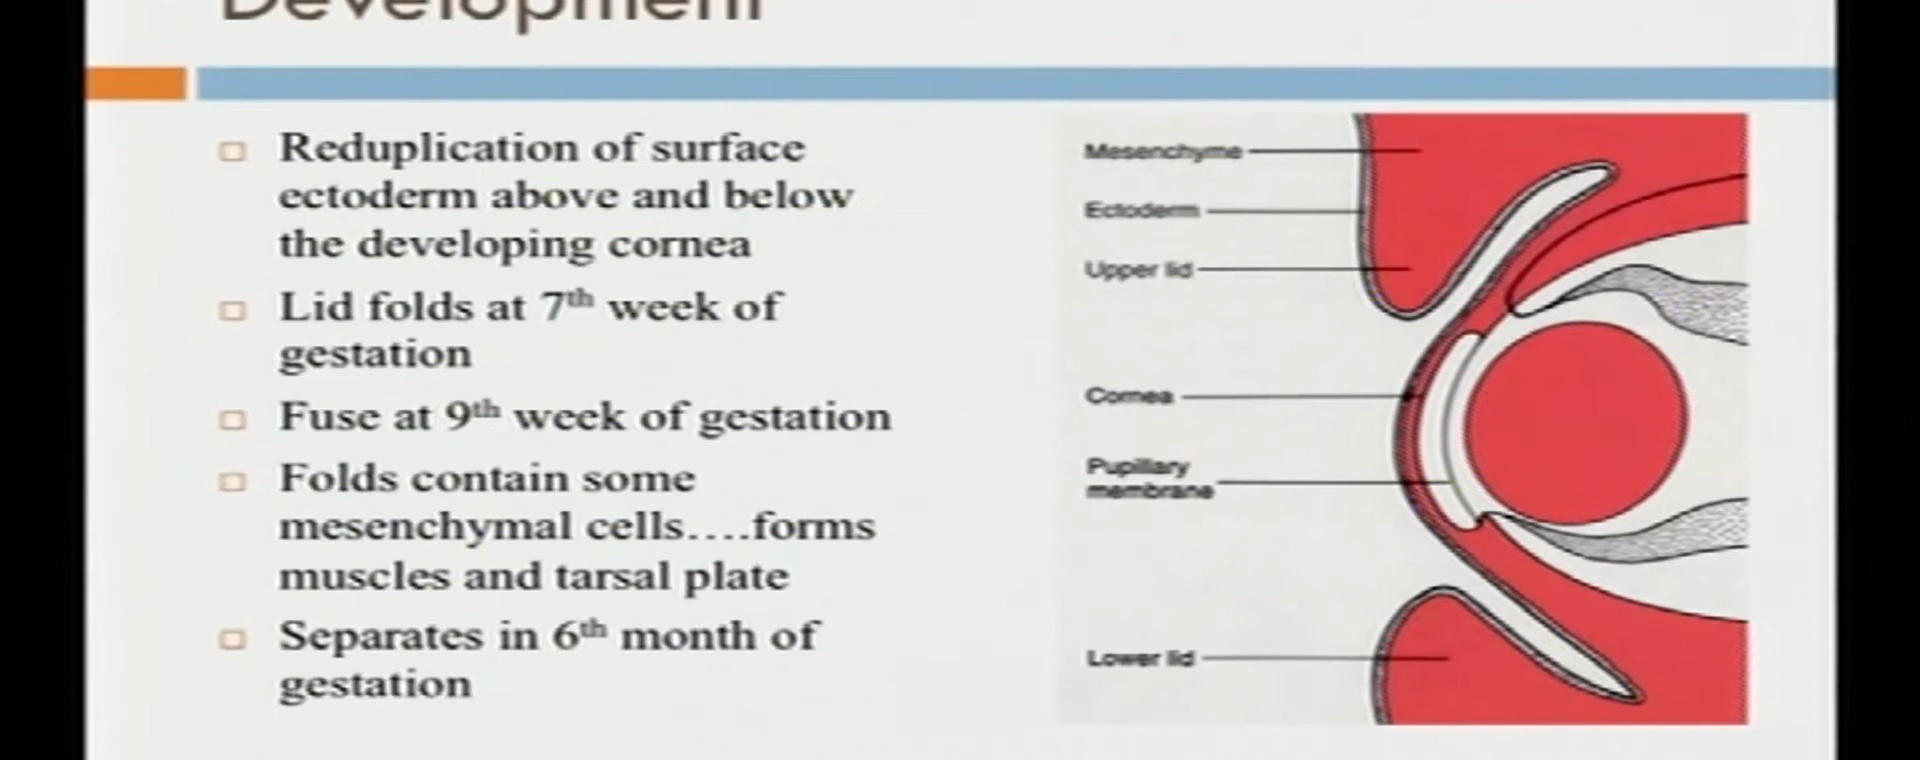 Development
Reduplication of surface
ectoderm above and below
the developing cornea
Lid folds at 7th week of
gestation
Fuse at 9th week of gestation
Folds contain some
mesenchymal cells....forms
muscles and tarsal plate
Separates in 6th month of
gestation
Mesenchyme
Ectoderm
Upper lid
Cornea
Pupillary
membrane
Lower lid